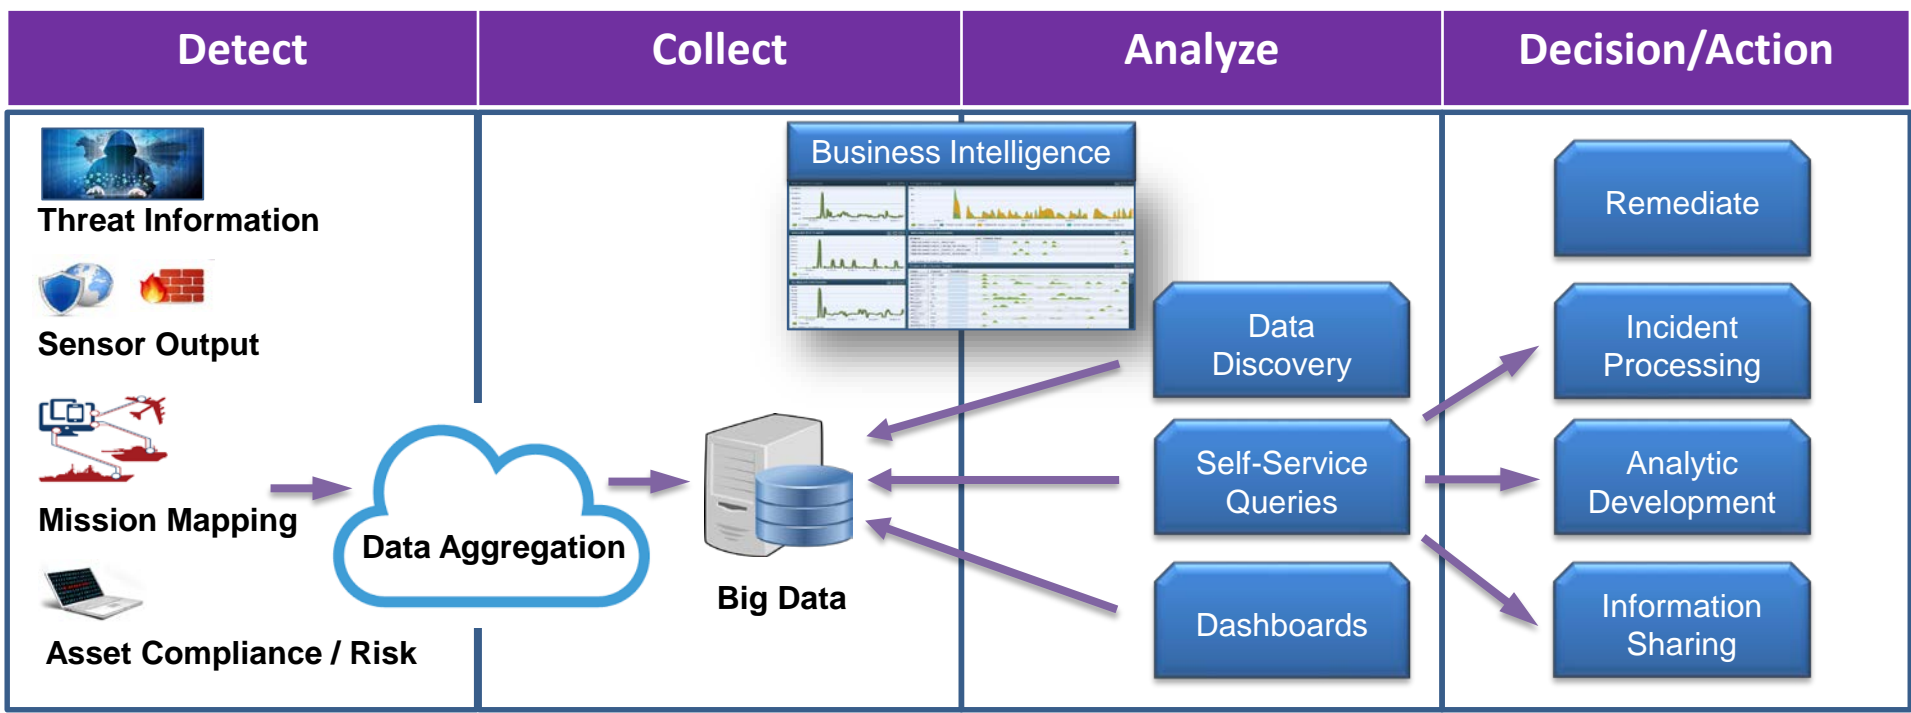 Detect
Collect
Analyze
Decision/Action
Threat Information
Sensor Output
Mission Mapping
Asset Compliance / Risk
Data Aggregation
Big Data
Business Intelligence
Data
Discovery
Self-Service
Queries
Dashboards
Remediate
Incident
Processing
Analytic
Development
Information
Sharing